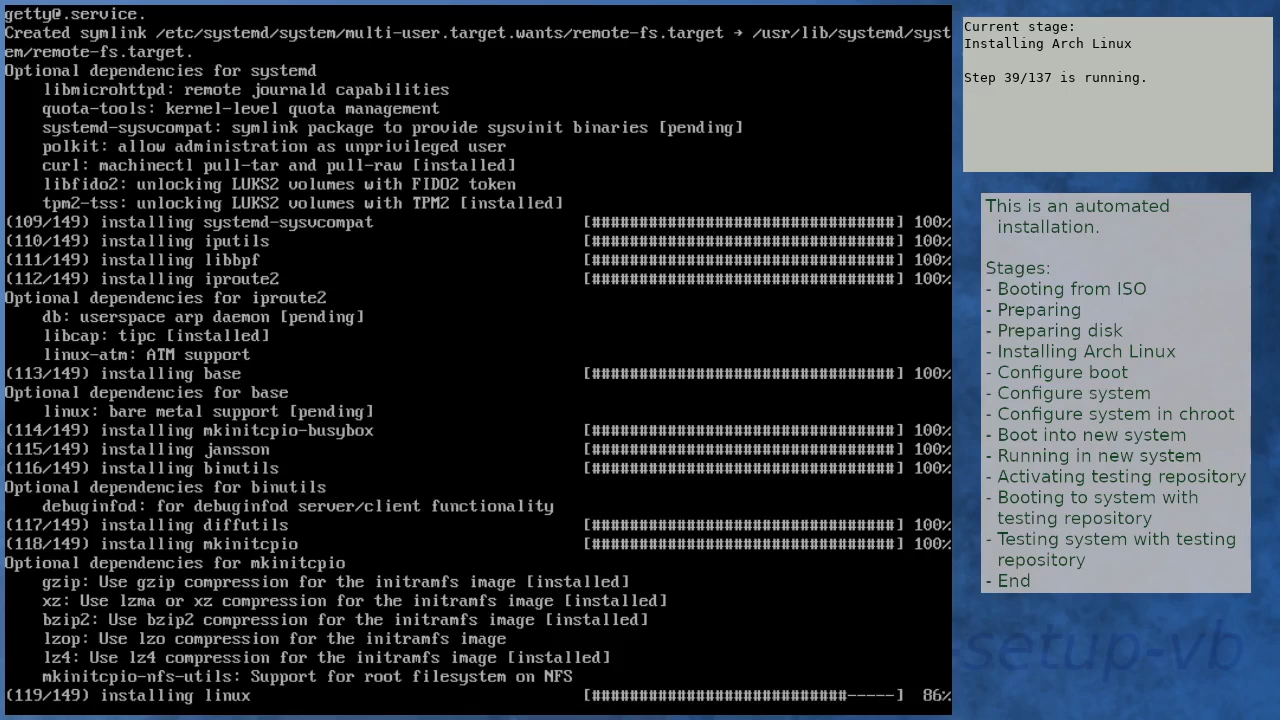 getty@.service.
Created symlink /etc/systemd/system/multi-user.target.wants/remote-fs.target → /usr/lib/systemd/syst
em/remote-fs.target.
Optional dependencies for systemd
    libmicrohttpd: remote journald capabilities
    quota-tools: kernel-level quota management
    systemd-sysvcompat: symlink package to provide sysvinit binaries [pending]
    polkit: allow administration as unprivileged user
    curl: machinectl pull-tar and pull-raw [installed]
    libfido2: unlocking LUKS2 volumes with FIDO2 token
    tpm2-tss: unlocking LUKS2 volumes with TPM2 [installed]
(109/149) installing systemd-sysvcompat                      [################################] 100%
(110/149) installing iputils                                 [################################] 100%
(111/149) installing libbpf                                  [################################] 100%
(112/149) installing iproute2                                [################################] 100%
Optional dependencies for iproute2
    db: userspace arp daemon [pending]
    libcap: tipc [installed]
    linux-atm: ATM support
(113/149) installing base                                    [################################] 100%
Optional dependencies for base
    linux: bare metal support [pending]
(114/149) installing mkinitcpio-busybox                      [################################] 100%
(115/149) installing jansson                                 [################################] 100%
(116/149) installing binutils                                [################################] 100%
Optional dependencies for binutils
    debuginfod: for debuginfod server/client functionality
(117/149) installing diffutils                               [################################] 100%
(118/149) installing mkinitcpio                              [################################] 100%
Optional dependencies for mkinitcpio
    gzip: Use gzip compression for the initramfs image [installed]
    xz: Use lzma or xz compression for the initramfs image [installed]
    bzip2: Use bzip2 compression for the initramfs image [installed]
    lzop: Use lzo compression for the initramfs image
    lz4: Use lz4 compression for the initramfs image [installed]
    mkinitcpio-nfs-utils: Support for root filesystem on NFS
(119/149) installing linux                                   [###########################-----]  86%
Current stage:
Installing Arch Linux
Step 39/137 is running.
This is an automated
installation.
Stages:
- Booting from ISO
- Preparing
- Preparing disk
- Installing Arch Linux
- Configure boot
- Configure system
- Configure system in chroot
- Boot into new system
- Running in new system
- Activating testing repository
- Booting to system with
testing repository
- Testing system with testing
repository
- End
setup-vb